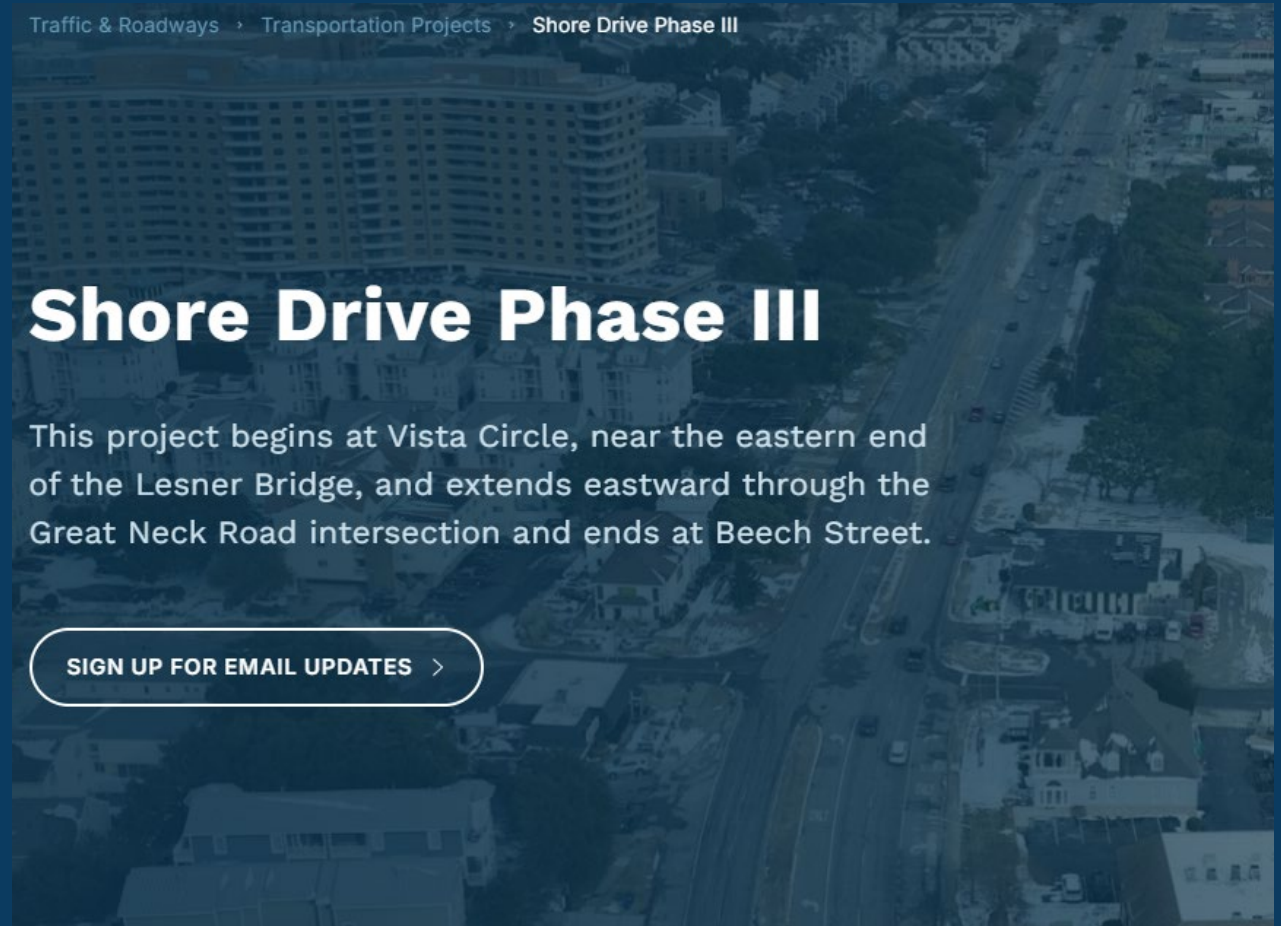 Traffic & Roadways › Transportation Projects › Shore Drive Phase III
Shore Drive Phase III
This project begins at Vista Circle, near the eastern end
of the Lesner Bridge, and extends eastward through the
Great Neck Road intersection and ends at Beech Street.
SIGN UP FOR EMAIL UPDATES >